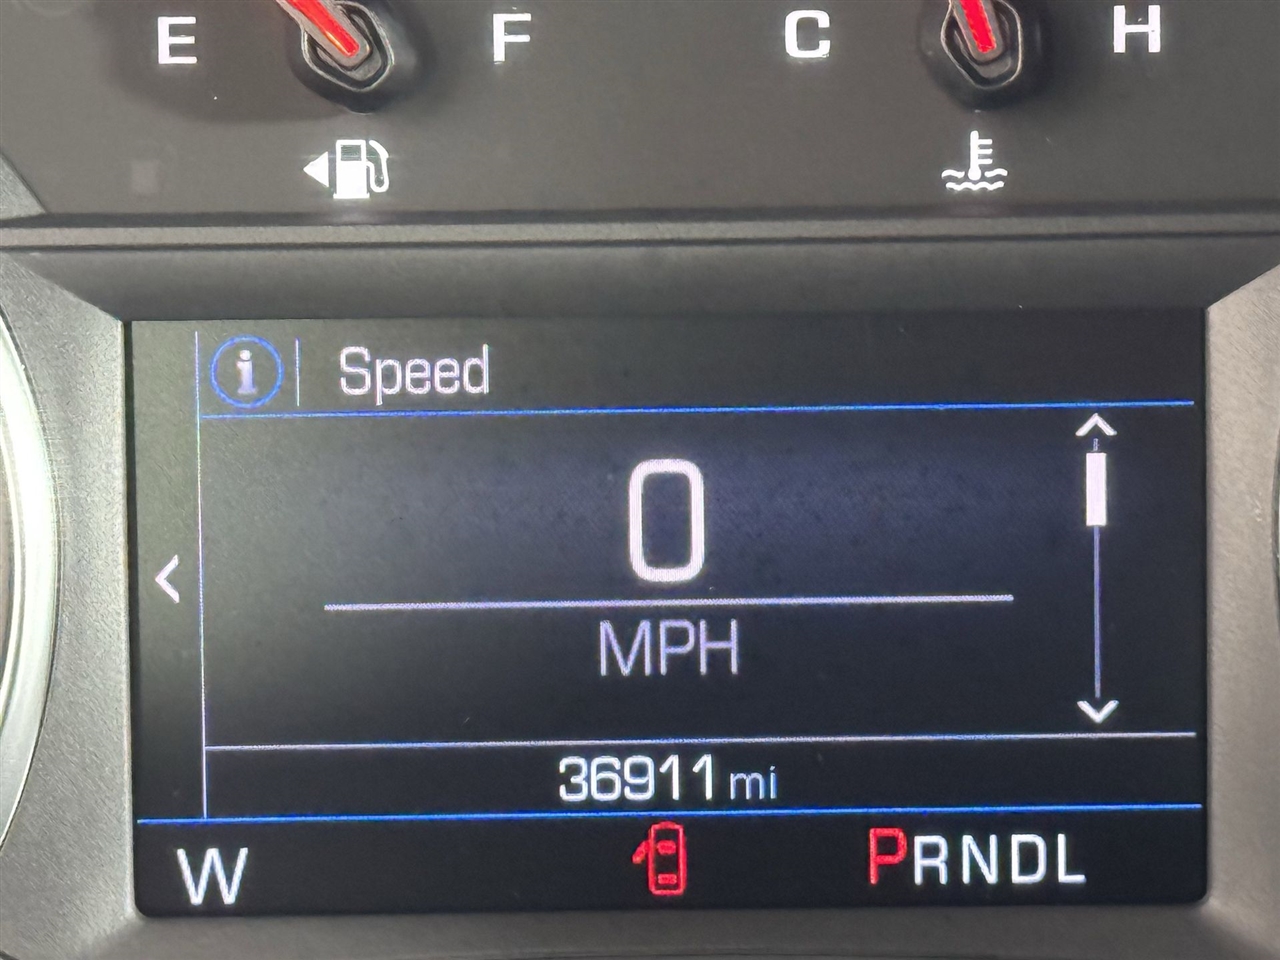 E F C H
Speed
0
MPH
36911 mi
W PRNDL